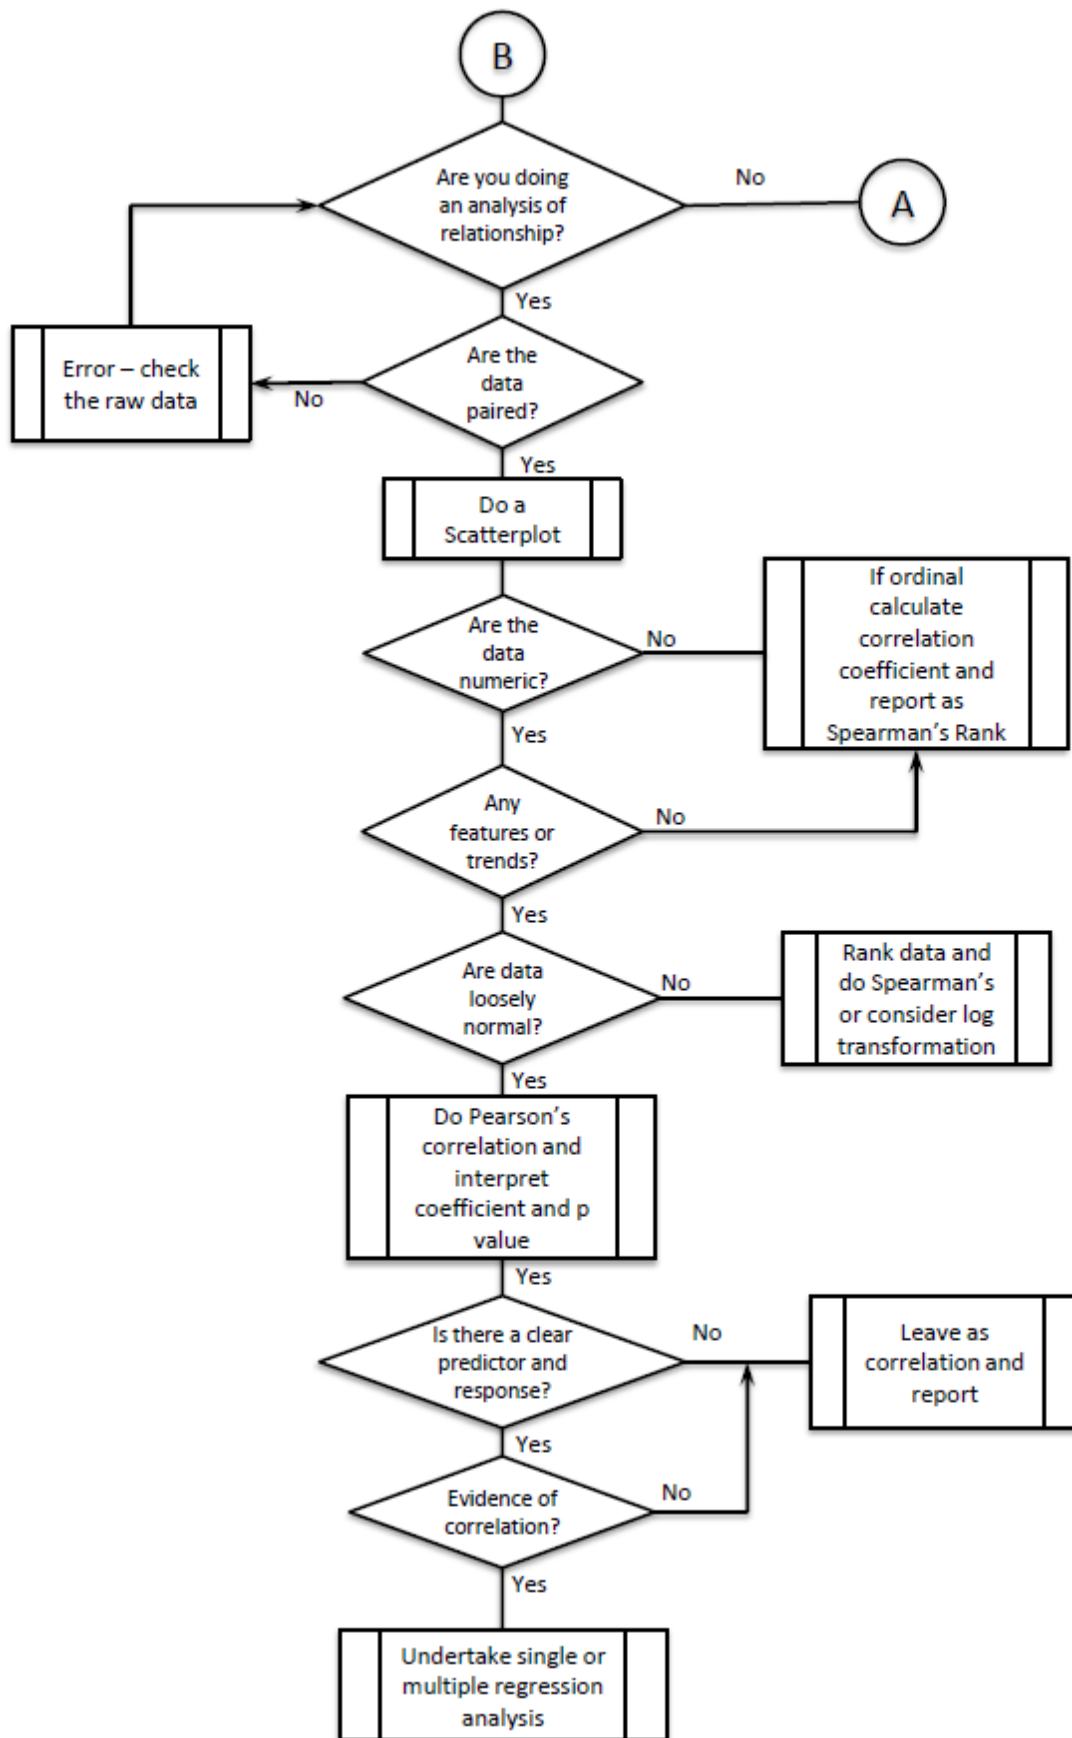 B
Are you doing
an analysis of
relationship?
No
A
Yes
Error – check
the raw data
No
Are the
data
paired?
Yes
Do a
Scatterplot
Are the
data
numeric?
No
If ordinal
calculate
correlation
coefficient and
report as
Spearman's Rank
Yes
Any
features or
trends?
No
Yes
Are data
loosely
normal?
No
Rank data and
do Spearman's
or consider log
transformation
Yes
Do Pearson's
correlation and
interpret
coefficient and p
value
Yes
Is there a clear
predictor and
response?
No
Leave as
correlation and
report
Yes
Evidence of
correlation?
No
Yes
Undertake single or
multiple regression
analysis